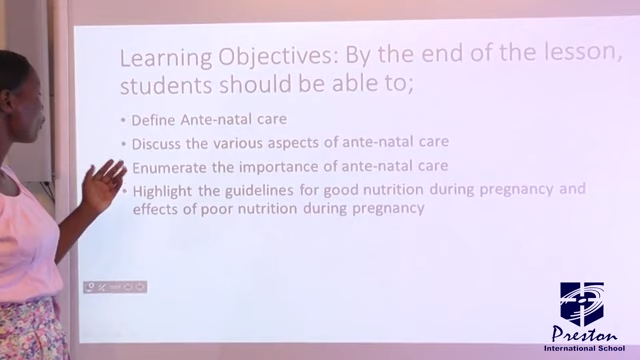 Learning Objectives: By the end of the lesson,
students should be able to;
• Define Ante-natal care
• Discuss the various aspects of ante-natal care
• Enumerate the importance of ante-natal care
• Highlight the guidelines for good nutrition during pregnancy and
effects of poor nutrition during pregnancy
Preston
International School